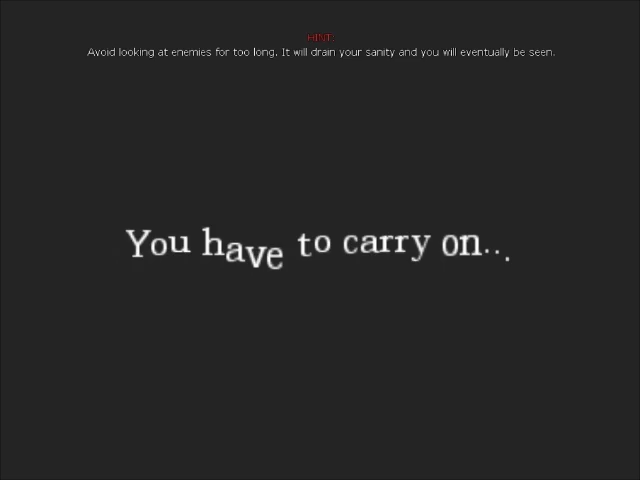 HINT:
Avoid looking at enemies for too long. It will drain your sanity and you will eventually be seen.
You have to carry on...